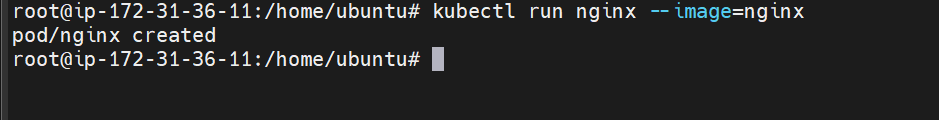 root@ip-172-31-36-11:/home/ubuntu# kubectl run nginx --image=nginx
pod/nginx created
root@ip-172-31-36-11:/home/ubuntu#